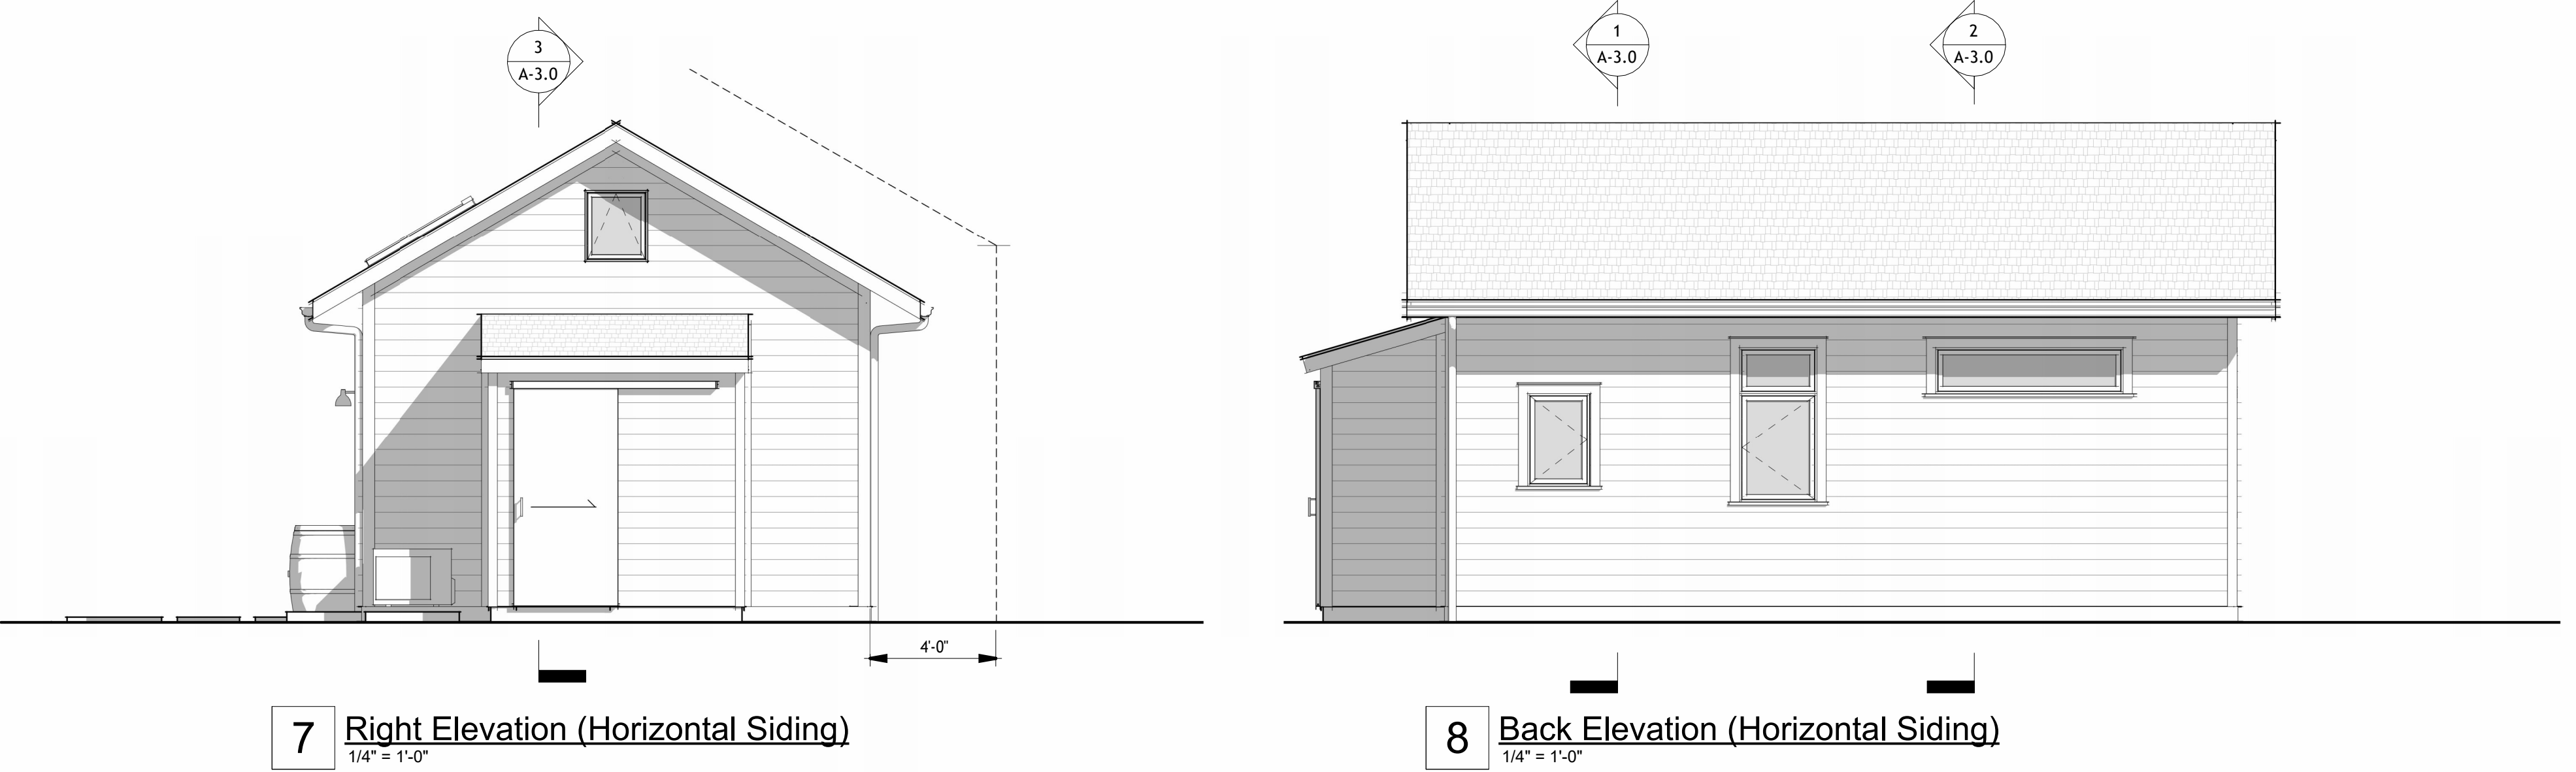 3
A-3.0
1
A-3.0
2
A-3.0
4'-0"
7
Right Elevation (Horizontal Siding)
1/4" = 1'-0"
8
Back Elevation (Horizontal Siding)
1/4" = 1'-0"